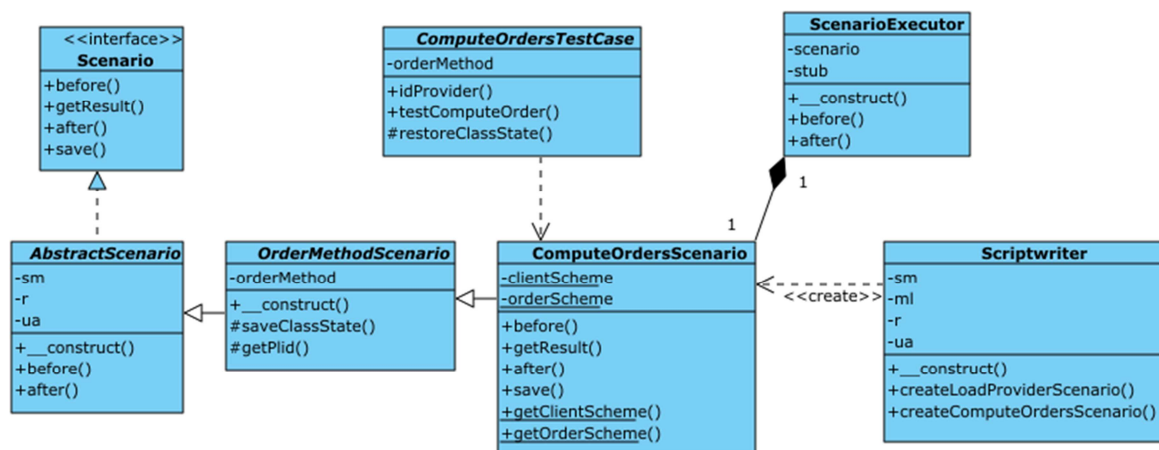 <<interface>>
Scenario
+before()
+getResult()
+after()
+save()
ComputeOrdersTestCase
-orderMethod
+idProvider()
+testComputeOrder()
#restoreClassState()
ScenarioExecutor
-scenario
-stub
+__construct()
+before()
+after()
1
1
AbstractScenario
-sm
-r
-ua
+__construct()
+before()
+after()
OrderMethodScenario
-orderMethod
+__construct()
#saveClassState()
#getPlid()
ComputeOrdersScenario
-clientScheme
-orderScheme
+before()
+getResult()
+after()
+save()
+getClientScheme()
+getOrderScheme()
<<create>>
Scriptwriter
-sm
-ml
-r
-ua
+__construct()
+createLoadProviderScenario()
+createComputeOrdersScenario()